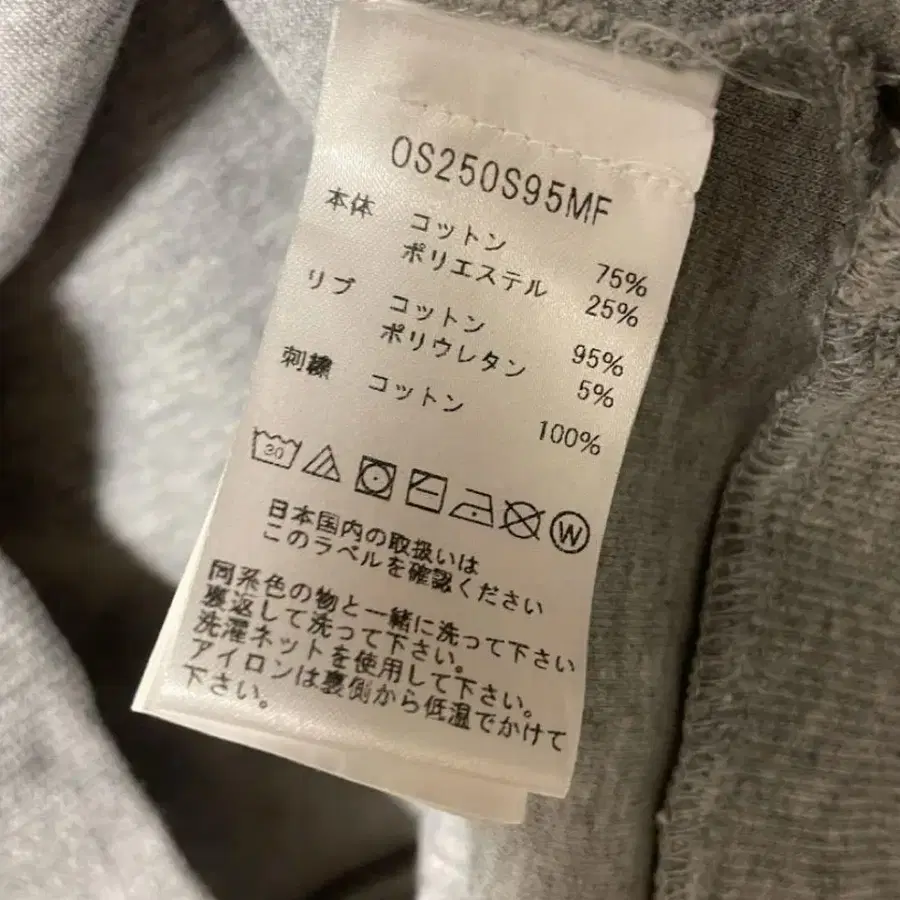 OS250S95MF
本体 コットン 75%
ポリエステル 25%
リブ コットン 95%
ポリウレタン 5%
刺繍 コットン 100%
30 W
日本国内の取扱いは
このラベルを確認ください
同系色の物と一緒に洗って下さい
裏返して洗って下さい。
洗濯ネットを使用して下さい。
アイロンは裏側から低温でかけて
下さい。